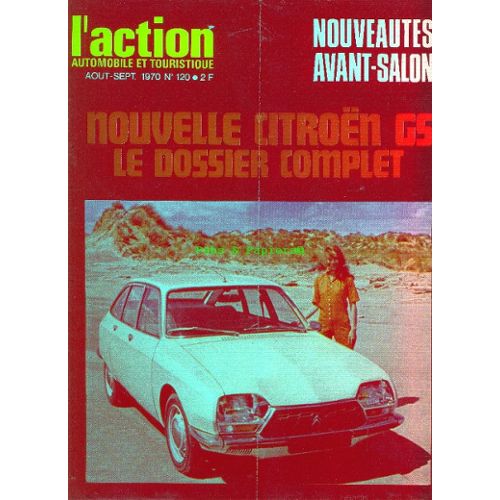 l'action
AUTOMOBILE ET TOURISTIQUE
AOUT-SEPT. 1970 N° 120 ● 2 F
NOUVEAUTES
AVANT-SALON
NOUVELLE CITROËN GS
LE DOSSIER COMPLET